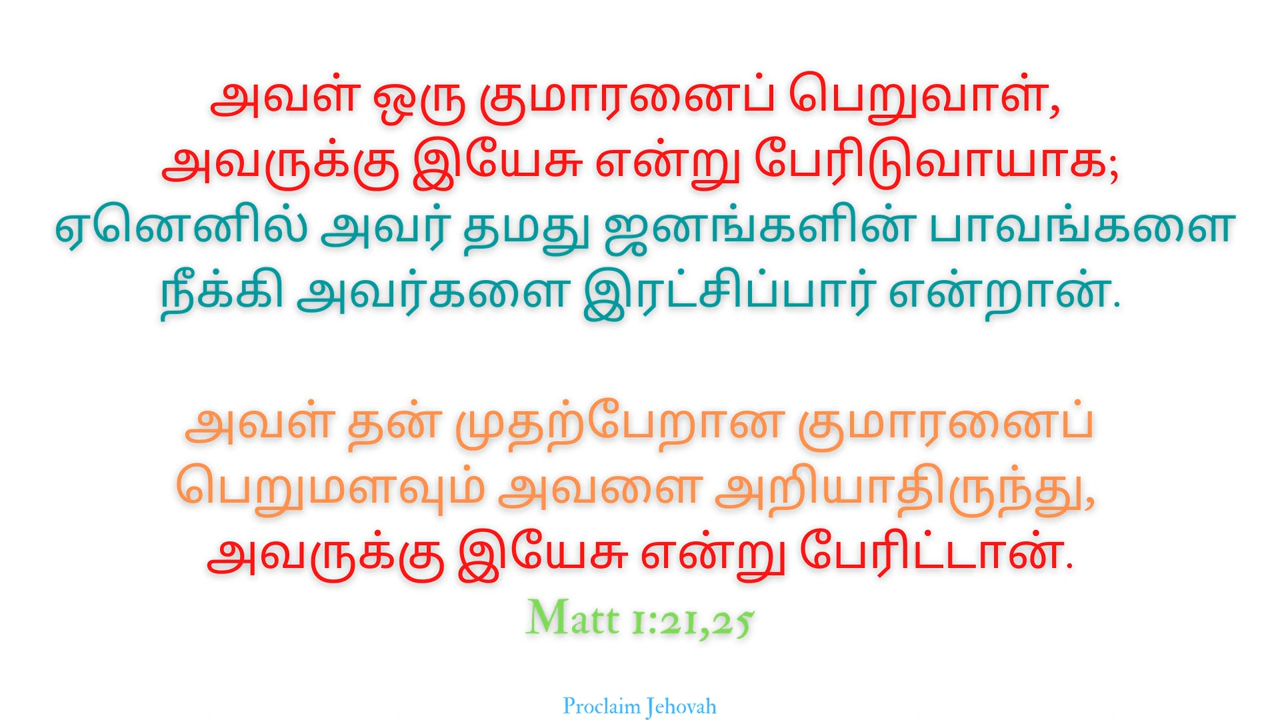 அவள் ஒரு குமாரனைப் பெறுவாள்,
அவருக்கு இயேசு என்று பேரிடுவாயாக;
ஏனெனில் அவர் தமது ஜனங்களின் பாவங்களை
நீக்கி அவர்களை இரட்சிப்பார் என்றான்.
அவள் தன் முதற்பேறான குமாரனைப்
பெறுமளவும் அவளை அறியாதிருந்து,
அவருக்கு இயேசு என்று பேரிட்டான்.
Matt 1:21,25
Proclaim Jehovah